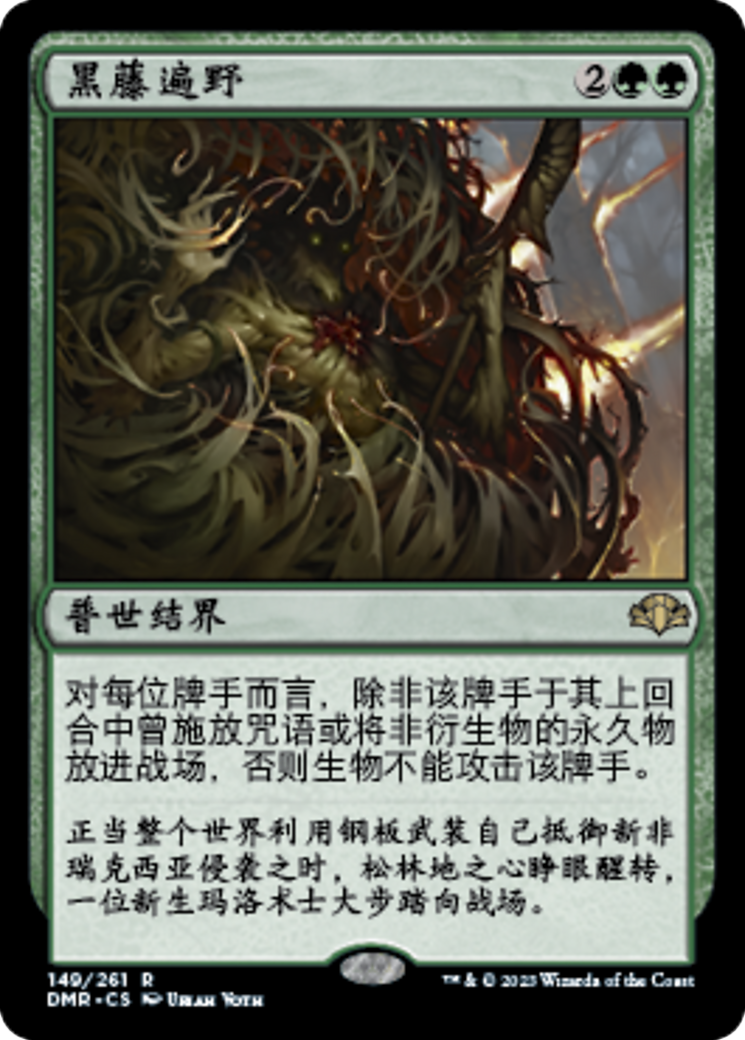 黑藤遍野
2
普世结界
对每位牌手而言，除非该牌手于其上回
合中曾施放咒语或将非衍生物的永久物
放进战场，否则生物不能攻击该牌手。
正当整个世界利用钢板武装自己抵御新非
瑞克西亚侵袭之时，松林地之心睁眼醒转，
一位新生玛洛术士大步踏向战场。
149/261 R
™ & © 2023 Wizards of the Coast
DMR • CS Uriah Voth